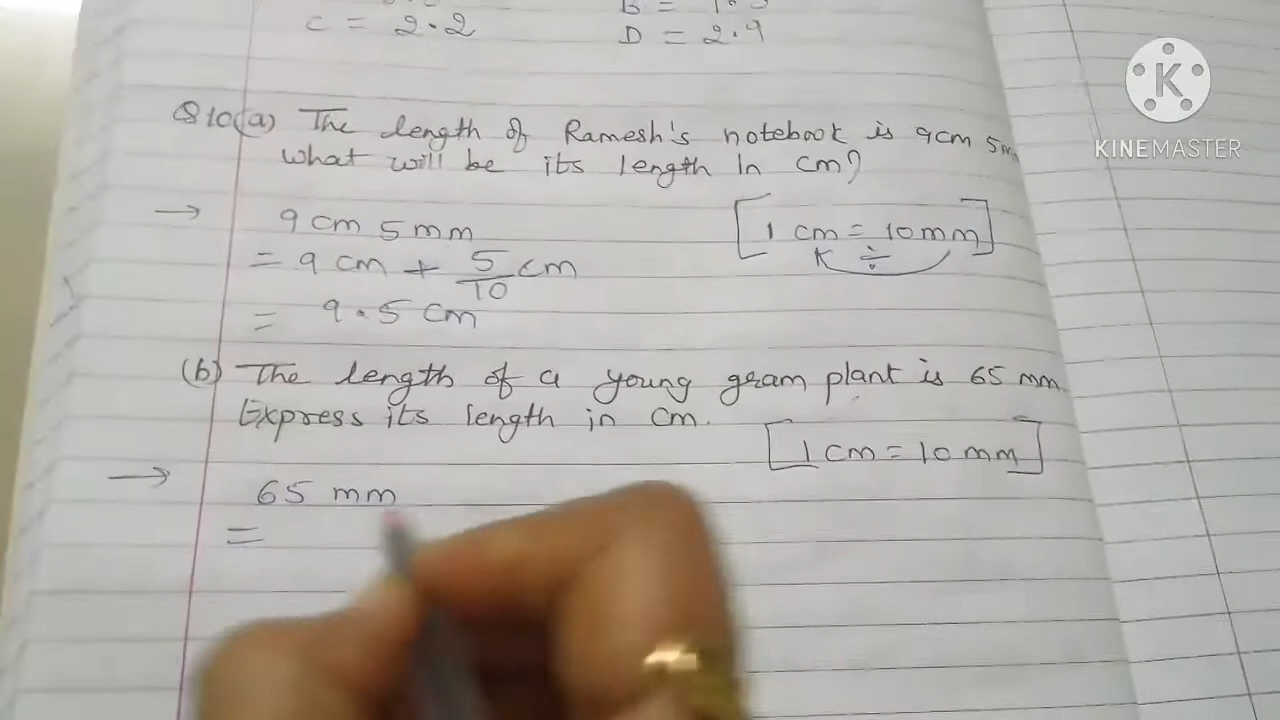 C = 2.2
D = 2.9
Q10(a) The length of Ramesh's notebook is 9cm 5m
What will be its length in cm?
→ 9 cm 5 mm
[1 cm = 10 mm]
= 9 cm + 5/10 cm
÷
= 9.5 cm
(b) The length of a young gram plant is 65 mm.
Express its length in cm.
[1 cm = 10 mm]
→ 65 mm
=
K
KINEMASTER